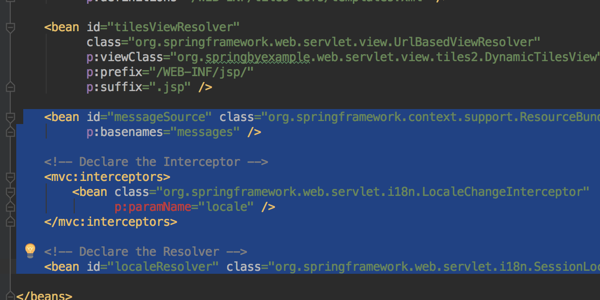 <bean id="tilesViewResolver"
class="org.springframework.web.servlet.view.UrlBasedViewResolver"
p:viewClass="org.springbyexample.web.servlet.view.tiles2.DynamicTilesView"
p:prefix="/WEB-INF/jsp/"
p:suffix=".jsp" />
<bean id="messageSource" class="org.springframework.context.support.ResourceBund
p:basenames="messages" />
<!-- Declare the Interceptor -->
<mvc:interceptors>
<bean class="org.springframework.web.servlet.i18n.LocaleChangeInterceptor"
p:paramName="locale" />
</mvc:interceptors>
<!-- Declare the Resolver -->
<bean id="localeResolver" class="org.springframework.web.servlet.i18n.SessionLoc
</beans>